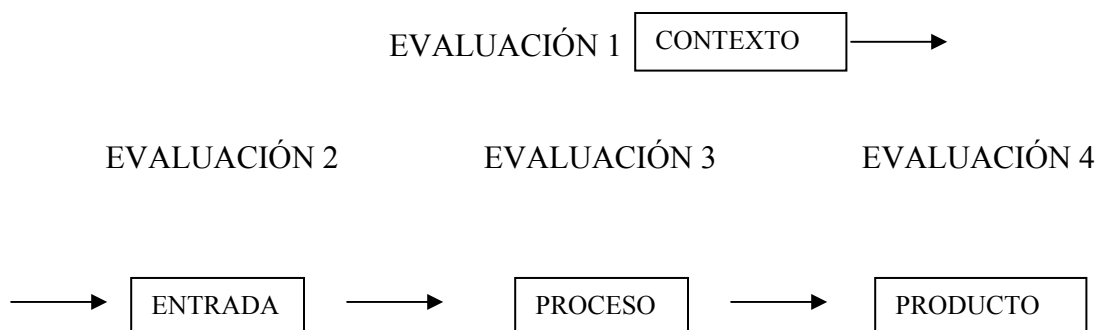 EVALUACIÓN 1 CONTEXTO
EVALUACIÓN 2 EVALUACIÓN 3 EVALUACIÓN 4
ENTRADA PROCESO PRODUCTO